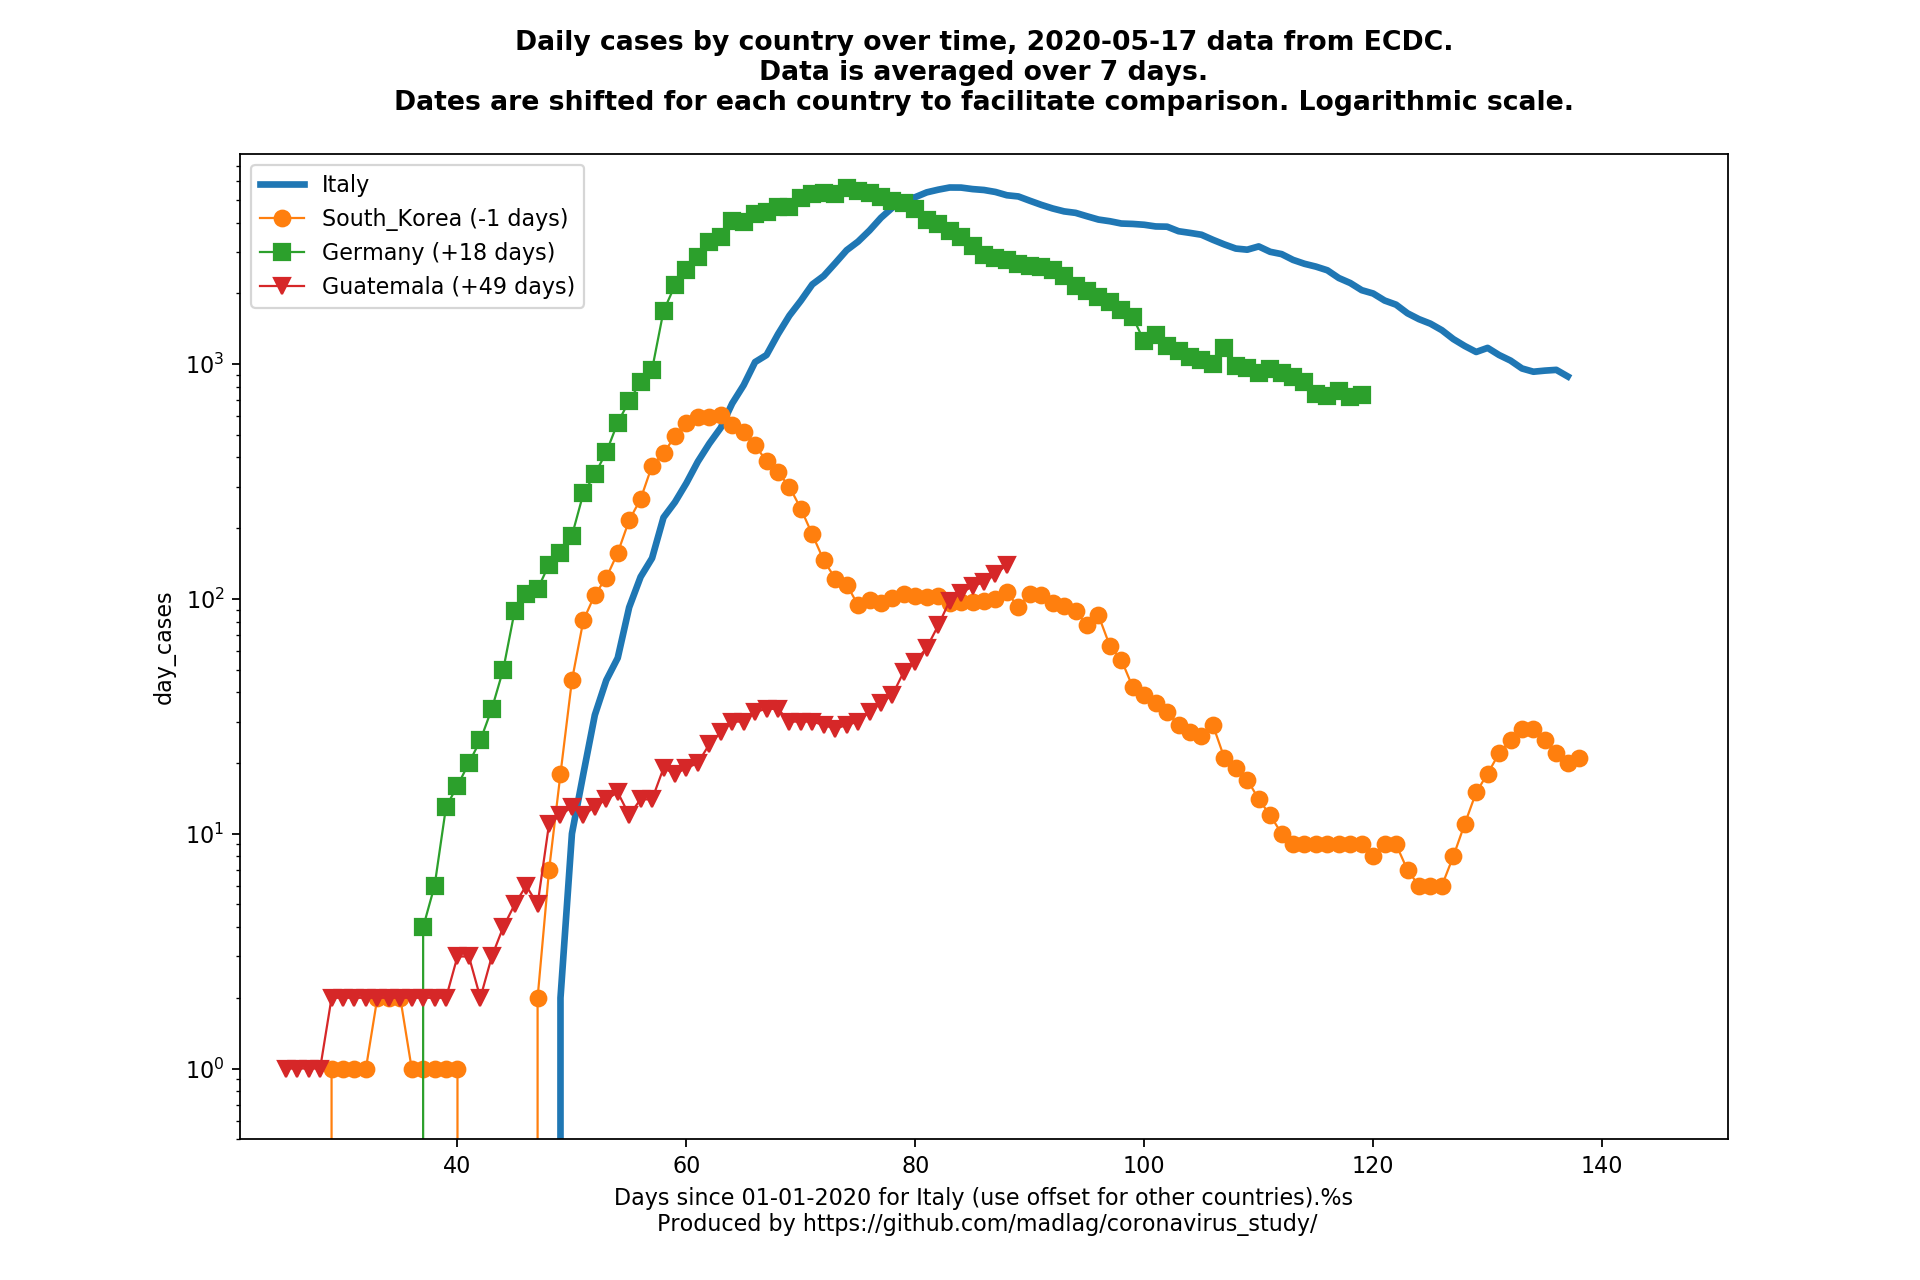 Daily cases by country over time, 2020-05-17 data from ECDC.
Data is averaged over 7 days.
Dates are shifted for each country to facilitate comparison. Logarithmic scale.
Italy
South_Korea (-1 days)
Germany (+18 days)
Guatemala (+49 days)
10³
10²
10¹
10⁰
day_cases
40 60 80 100 120 140
Days since 01-01-2020 for Italy (use offset for other countries).%s
Produced by https://github.com/madlag/coronavirus_study/